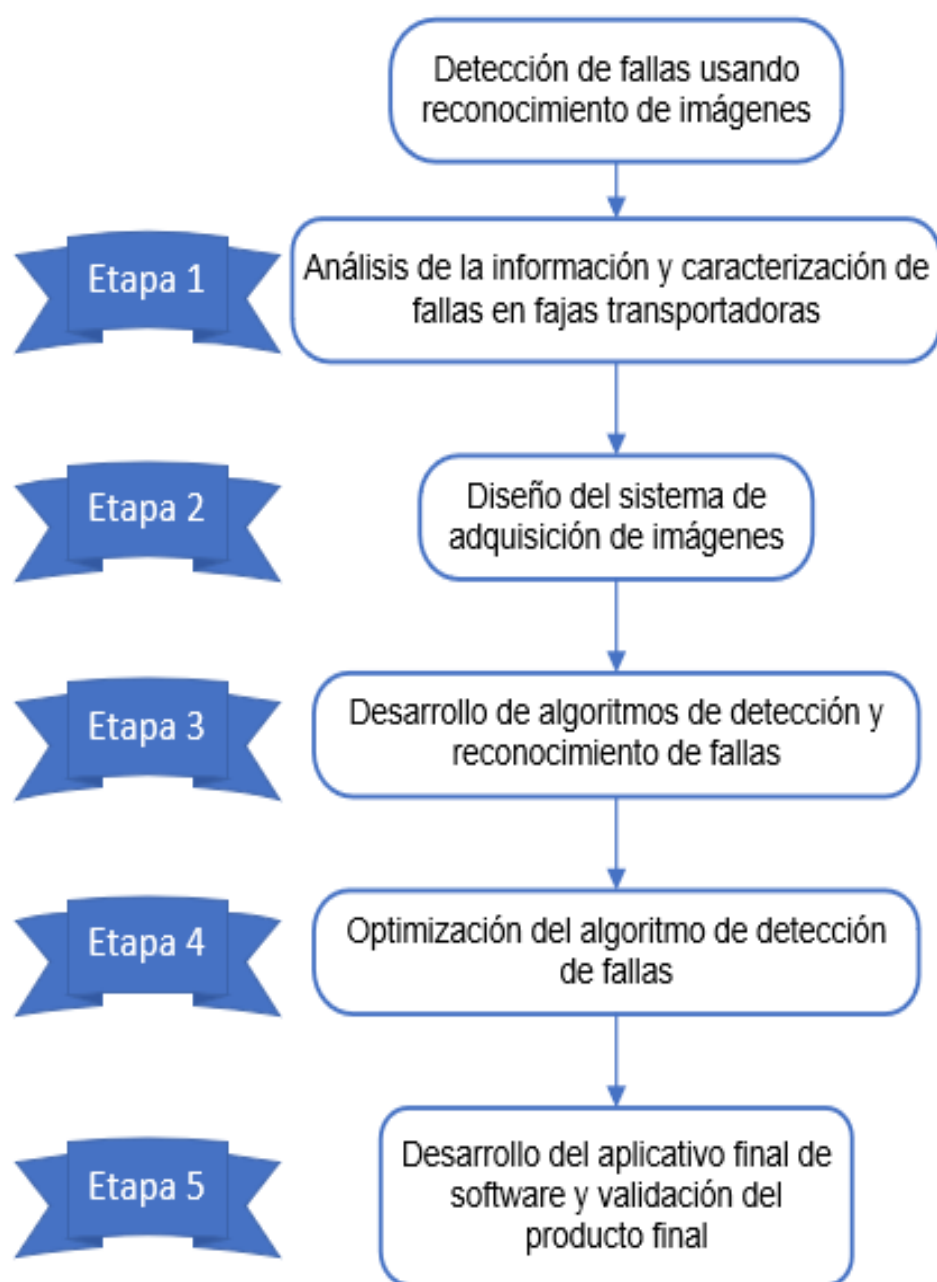 Detección de fallas usando
reconocimiento de imágenes
Etapa 1
Análisis de la información y caracterización de
fallas en fajas transportadoras
Etapa 2
Diseño del sistema de
adquisición de imágenes
Etapa 3
Desarrollo de algoritmos de detección y
reconocimiento de fallas
Etapa 4
Optimización del algoritmo de detección
de fallas
Etapa 5
Desarrollo del aplicativo final de
software y validación del
producto final